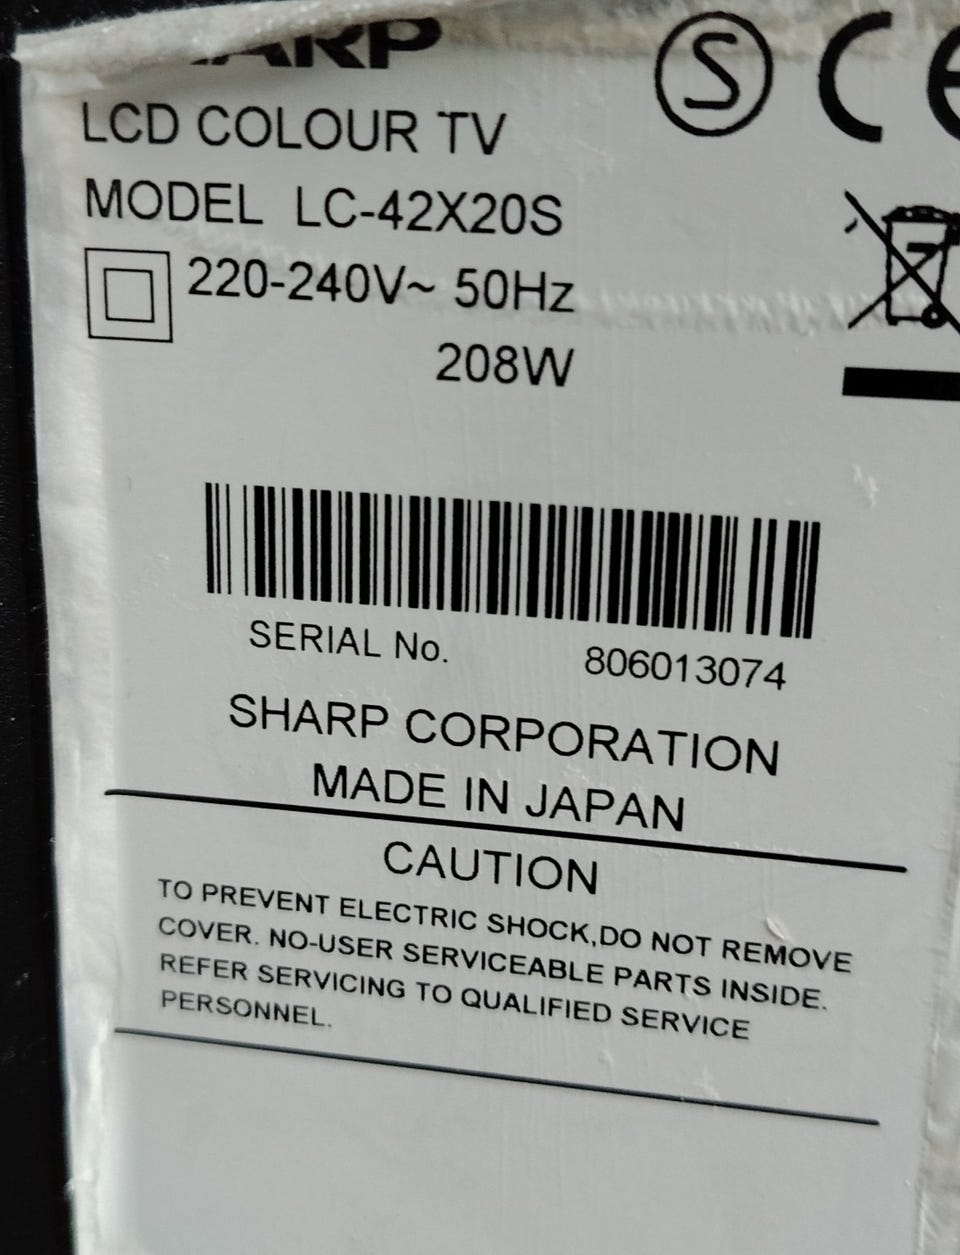 SHARP
LCD COLOUR TV
MODEL LC-42X20S
220-240V~ 50Hz
208W
SERIAL No. 806013074
SHARP CORPORATION
MADE IN JAPAN
CAUTION
TO PREVENT ELECTRIC SHOCK,DO NOT REMOVE
COVER. NO-USER SERVICEABLE PARTS INSIDE.
REFER SERVICING TO QUALIFIED SERVICE
PERSONNEL.
S CE